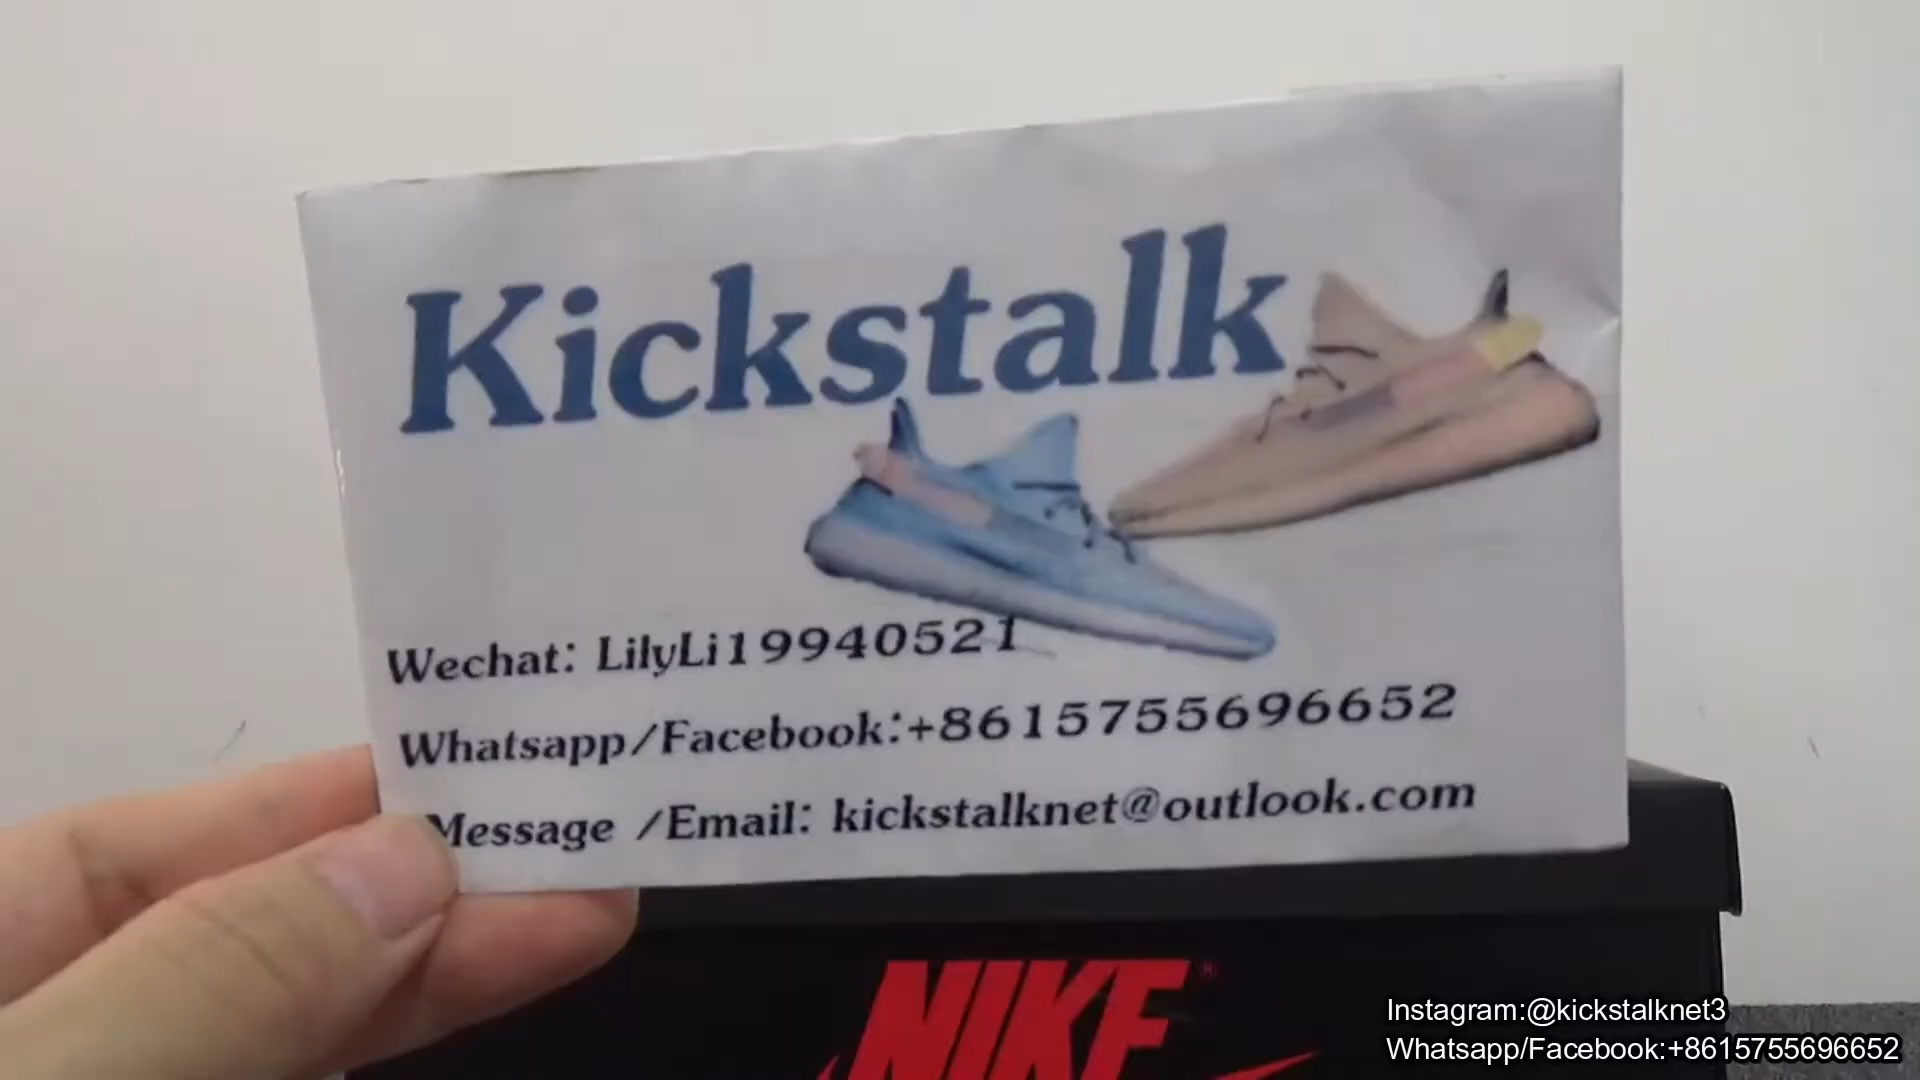 Kickstalk
Wechat: LilyLi19940521
Whatsapp/Facebook:+8615755696652
Message /Email: kickstalknet@outlook.com
NIKE®
Instagram:@kickstalknet3
Whatsapp/Facebook:+8615755696652